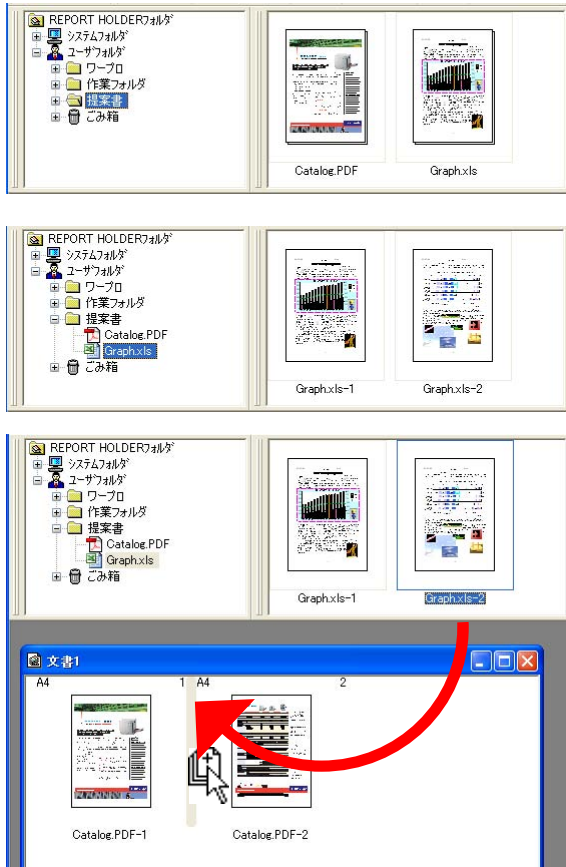 REPORT HOLDERﾌｫﾙﾀﾞ
システムフォルダ
ユーザフォルダ
ワープロ
作業フォルダ
提案書
ごみ箱
Catalog.PDF
Graph.xls
REPORT HOLDERﾌｫﾙﾀﾞ
システムフォルダ
ユーザフォルダ
ワープロ
作業フォルダ
提案書
Catalog.PDF
Graph.xls
ごみ箱
Graph.xls-1
Graph.xls-2
REPORT HOLDERﾌｫﾙﾀﾞ
システムフォルダ
ユーザフォルダ
ワープロ
作業フォルダ
提案書
Catalog.PDF
Graph.xls
ごみ箱
Graph.xls-1
Graph.xls-2
文書1
A4 1
A4 2
Catalog.PDF-1
Catalog.PDF-2